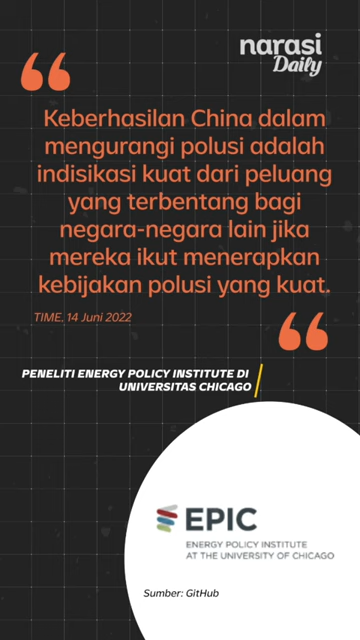 narasi
Daily
Keberhasilan China dalam
mengurangi polusi adalah
indisikasi kuat dari peluang
yang terbentang bagi
negara-negara lain jika
mereka ikut menerapkan
kebijakan polusi yang kuat.
TIME, 14 Juni 2022
PENELITI ENERGY POLICY INSTITUTE DI
UNIVERSITAS CHICAGO
EPIC
ENERGY POLICY INSTITUTE
AT THE UNIVERSITY OF CHICAGO
Sumber: GitHub